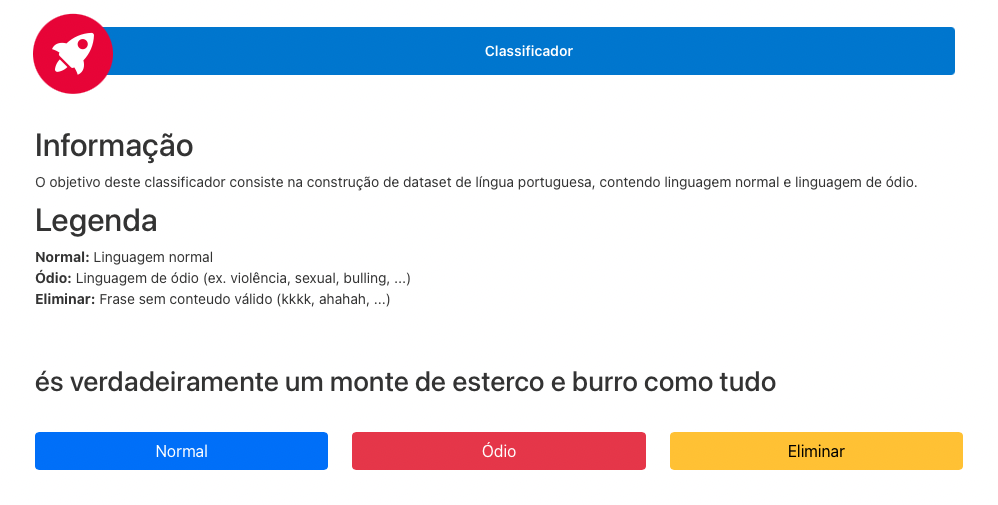 Classificador
Informação
O objetivo deste classificador consiste na construção de dataset de língua portuguesa, contendo linguagem normal e linguagem de ódio.
Legenda
Normal: Linguagem normal
Ódio: Linguagem de ódio (ex. violência, sexual, bulling, ...)
Eliminar: Frase sem conteudo válido (kkkk, ahahah, ...)
és verdadeiramente um monte de esterco e burro como tudo
Normal Ódio Eliminar